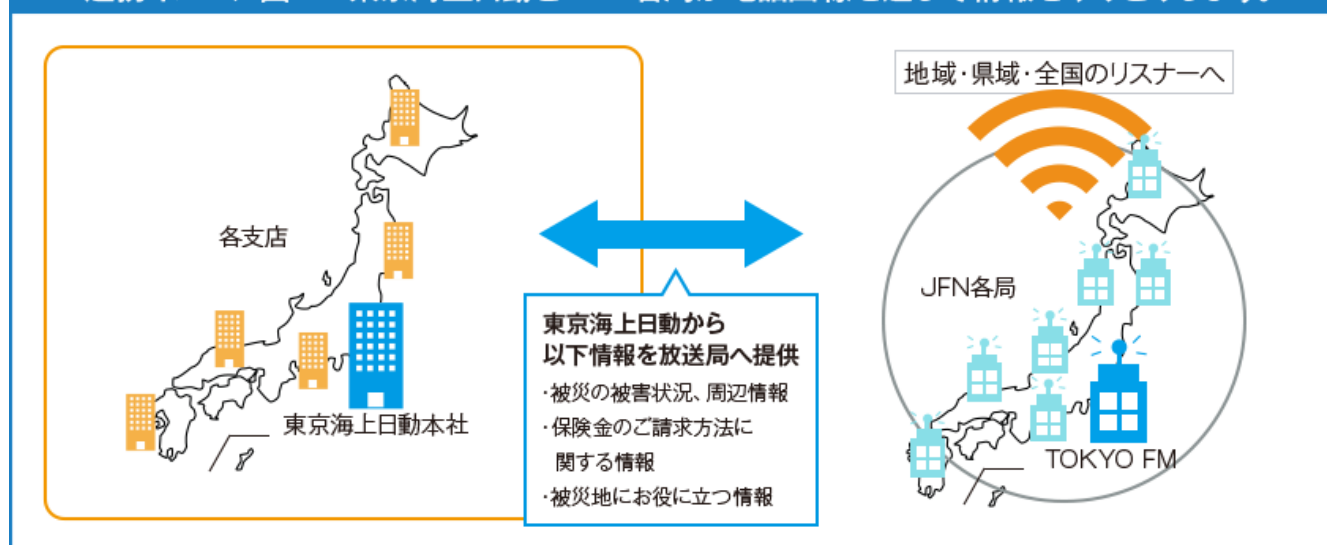 地域・県域・全国のリスナーへ
各支店
東京海上日動本社
東京海上日動から
以下情報を放送局へ提供
・被災の被害状況、周辺情報
・保険金のご請求方法に
関する情報
・被災地にお役に立つ情報
JFN各局
TOKYO FM